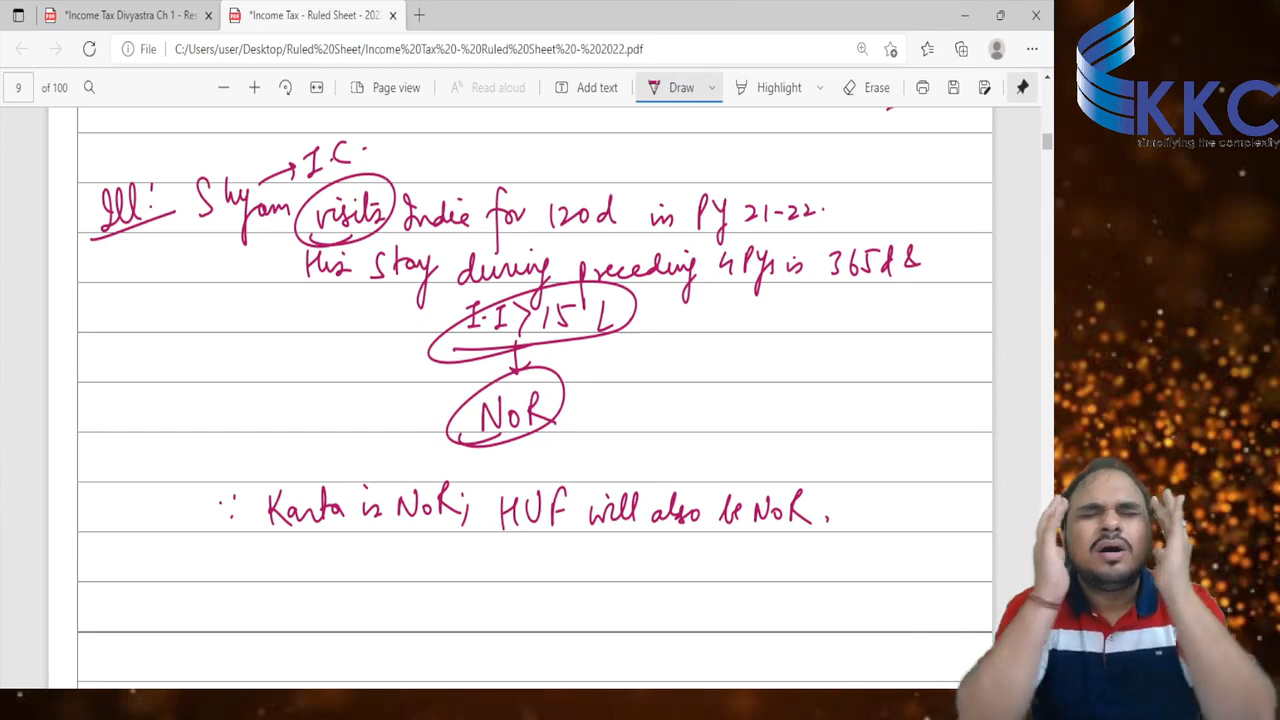 *Income Tax Divyastra Ch 1 - Res
*Income Tax - Ruled Sheet - 202
File
C:/Users/user/Desktop/Ruled%20Sheet/Income%20Tax%20-%20Ruled%20Sheet%20-%202022.pdf
9 of 100
Page view
Read aloud
Add text
Draw
Highlight
Erase
KKC
simplifying the complexity
→ I.C.
Ill: Shyam visits India for 120d in PY 21-22.
His stay during preceding 4 PYs is 365d &
I.I > 15 L
NOR
∵ Karta is NOR; HUF will also be NOR.